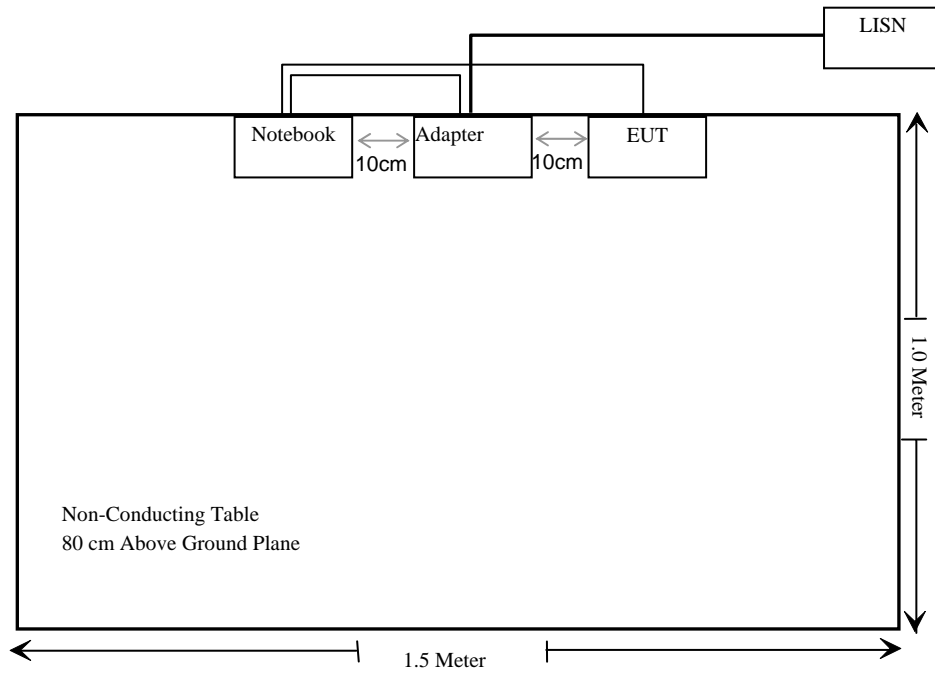 LISN
Notebook
Adapter
EUT
10cm
10cm
1.0 Meter
Non-Conducting Table
80 cm Above Ground Plane
1.5 Meter